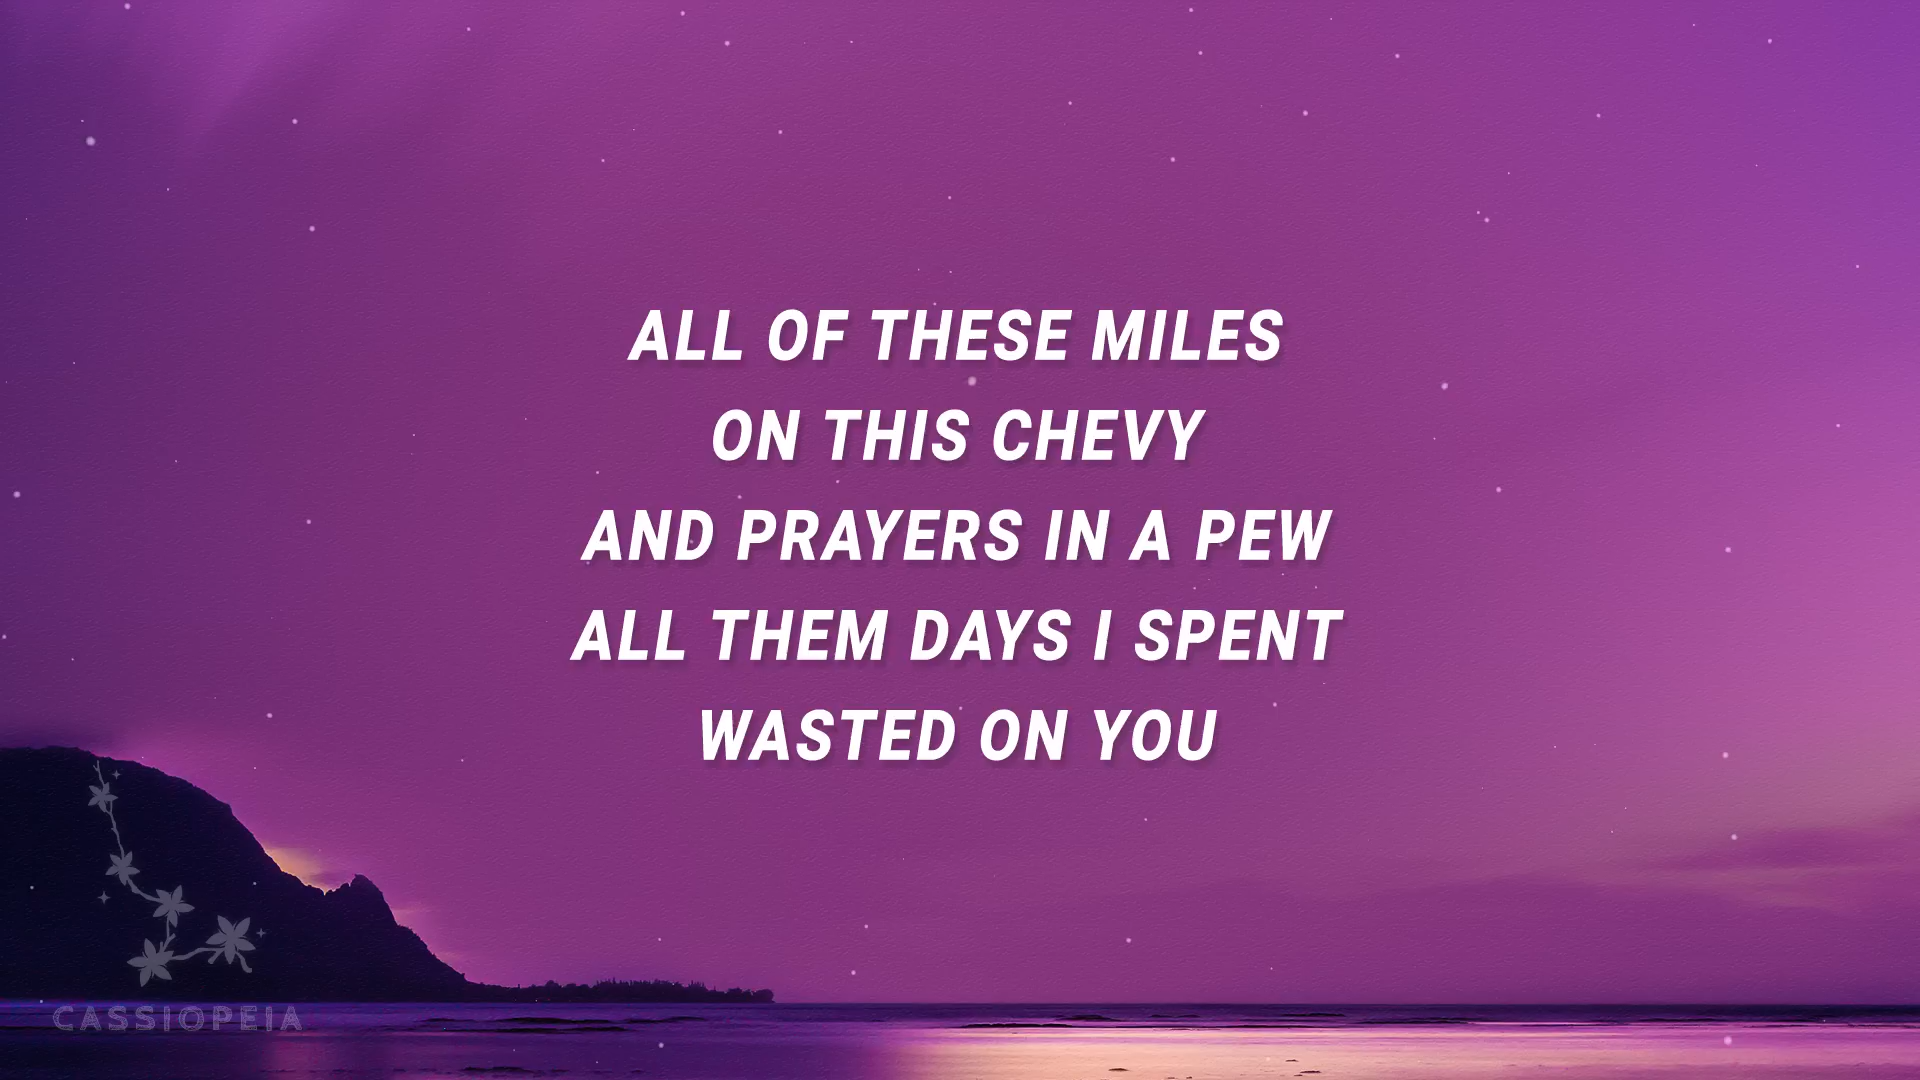 ALL OF THESE MILES
ON THIS CHEVY
AND PRAYERS IN A PEW
ALL THEM DAYS I SPENT
WASTED ON YOU
CASSIOPEIA